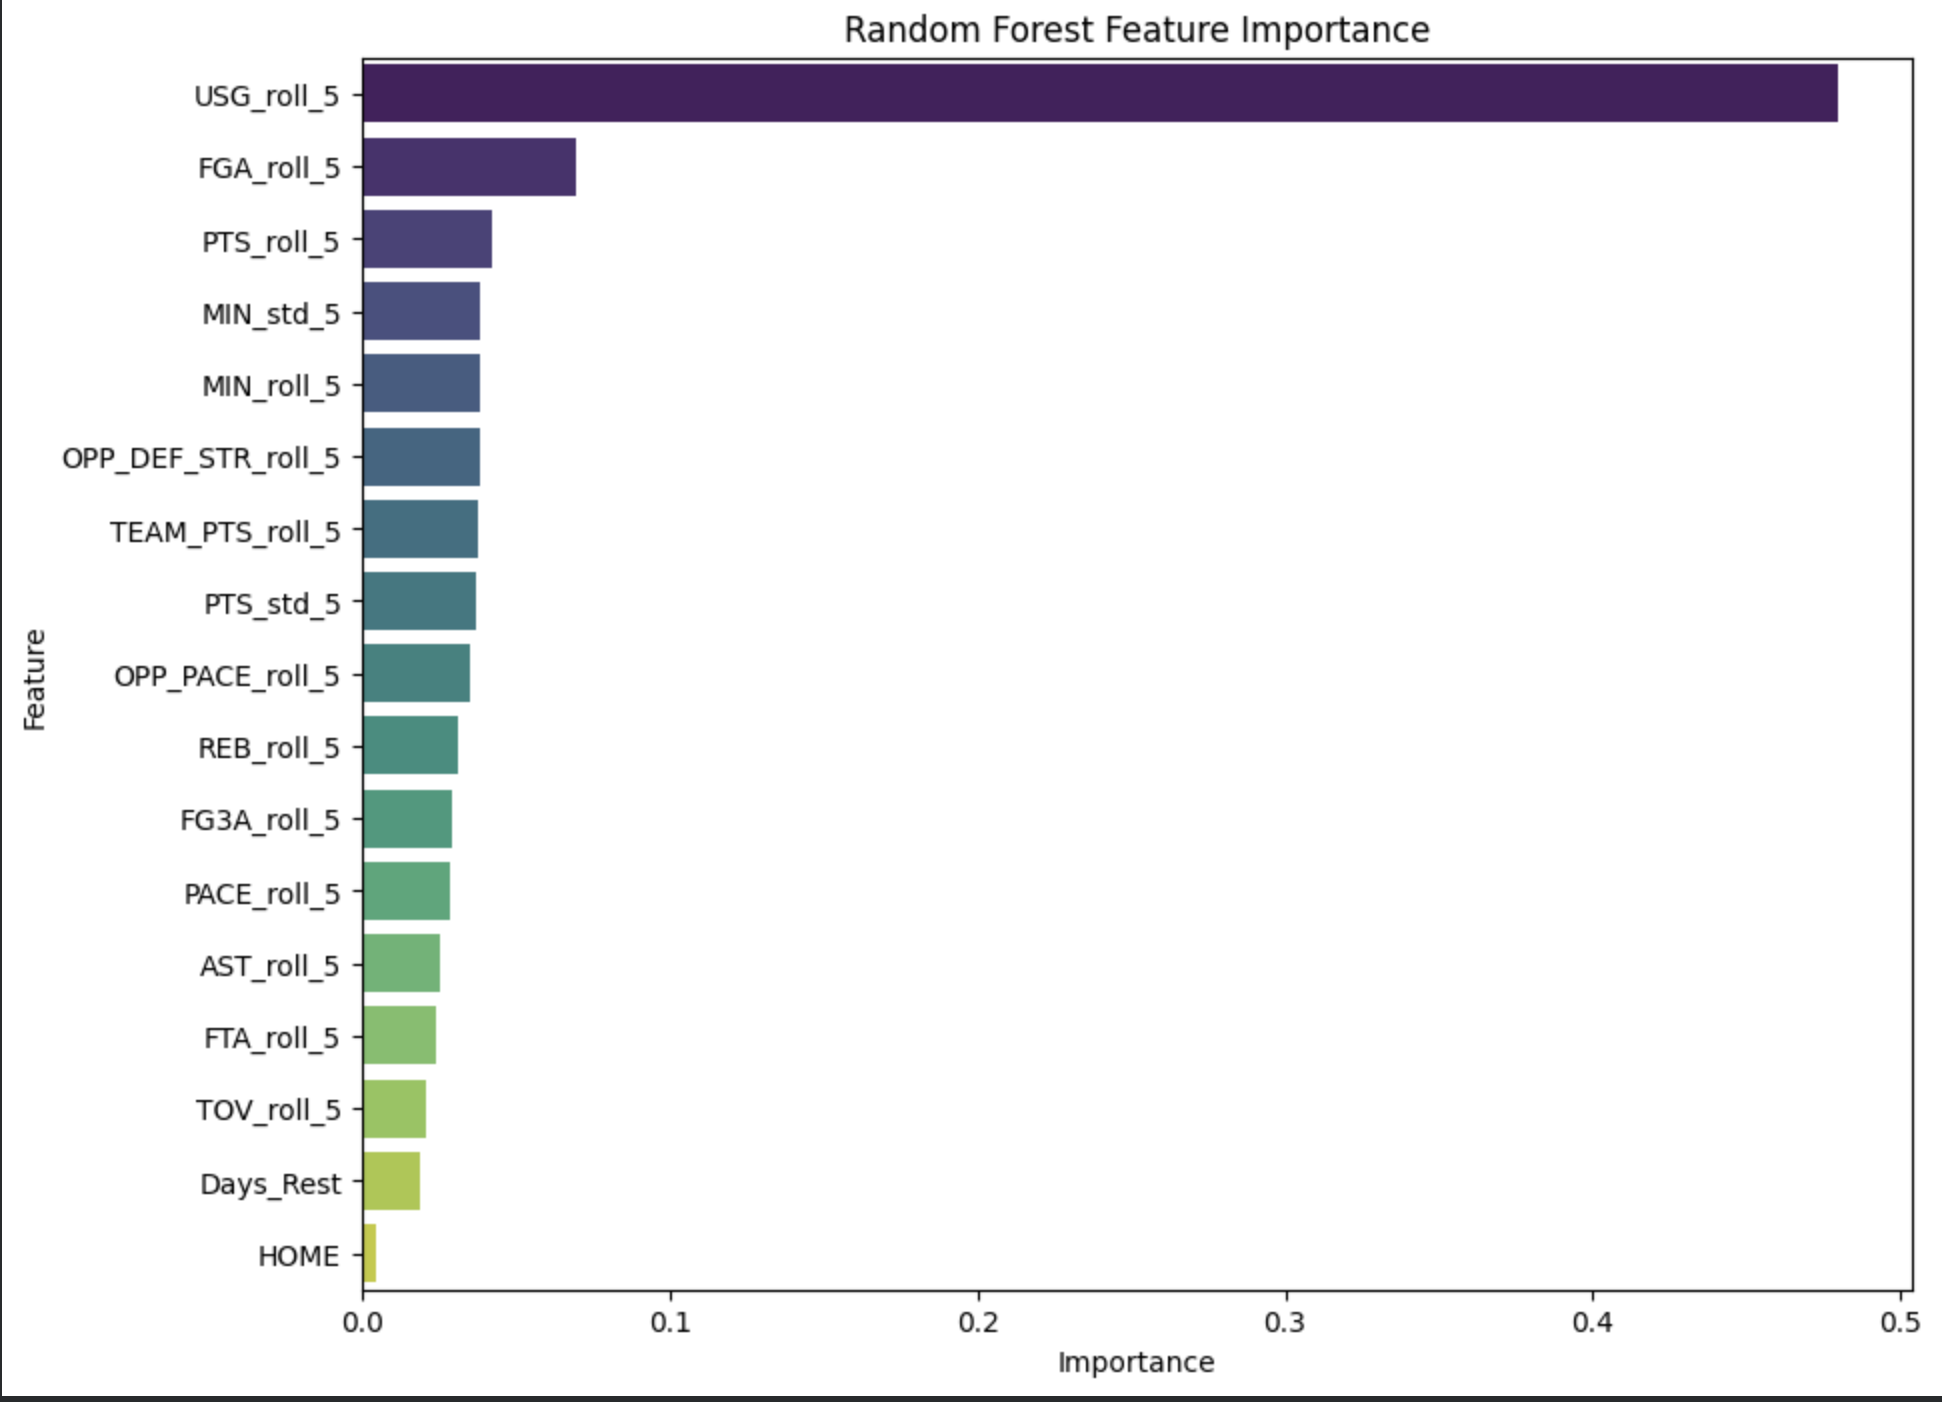 Random Forest Feature Importance
USG_roll_5
FGA_roll_5
PTS_roll_5
MIN_std_5
MIN_roll_5
OPP_DEF_STR_roll_5
TEAM_PTS_roll_5
PTS_std_5
OPP_PACE_roll_5
REB_roll_5
FG3A_roll_5
PACE_roll_5
AST_roll_5
FTA_roll_5
TOV_roll_5
Days_Rest
HOME
Feature
0.0 0.1 0.2 0.3 0.4 0.5
Importance